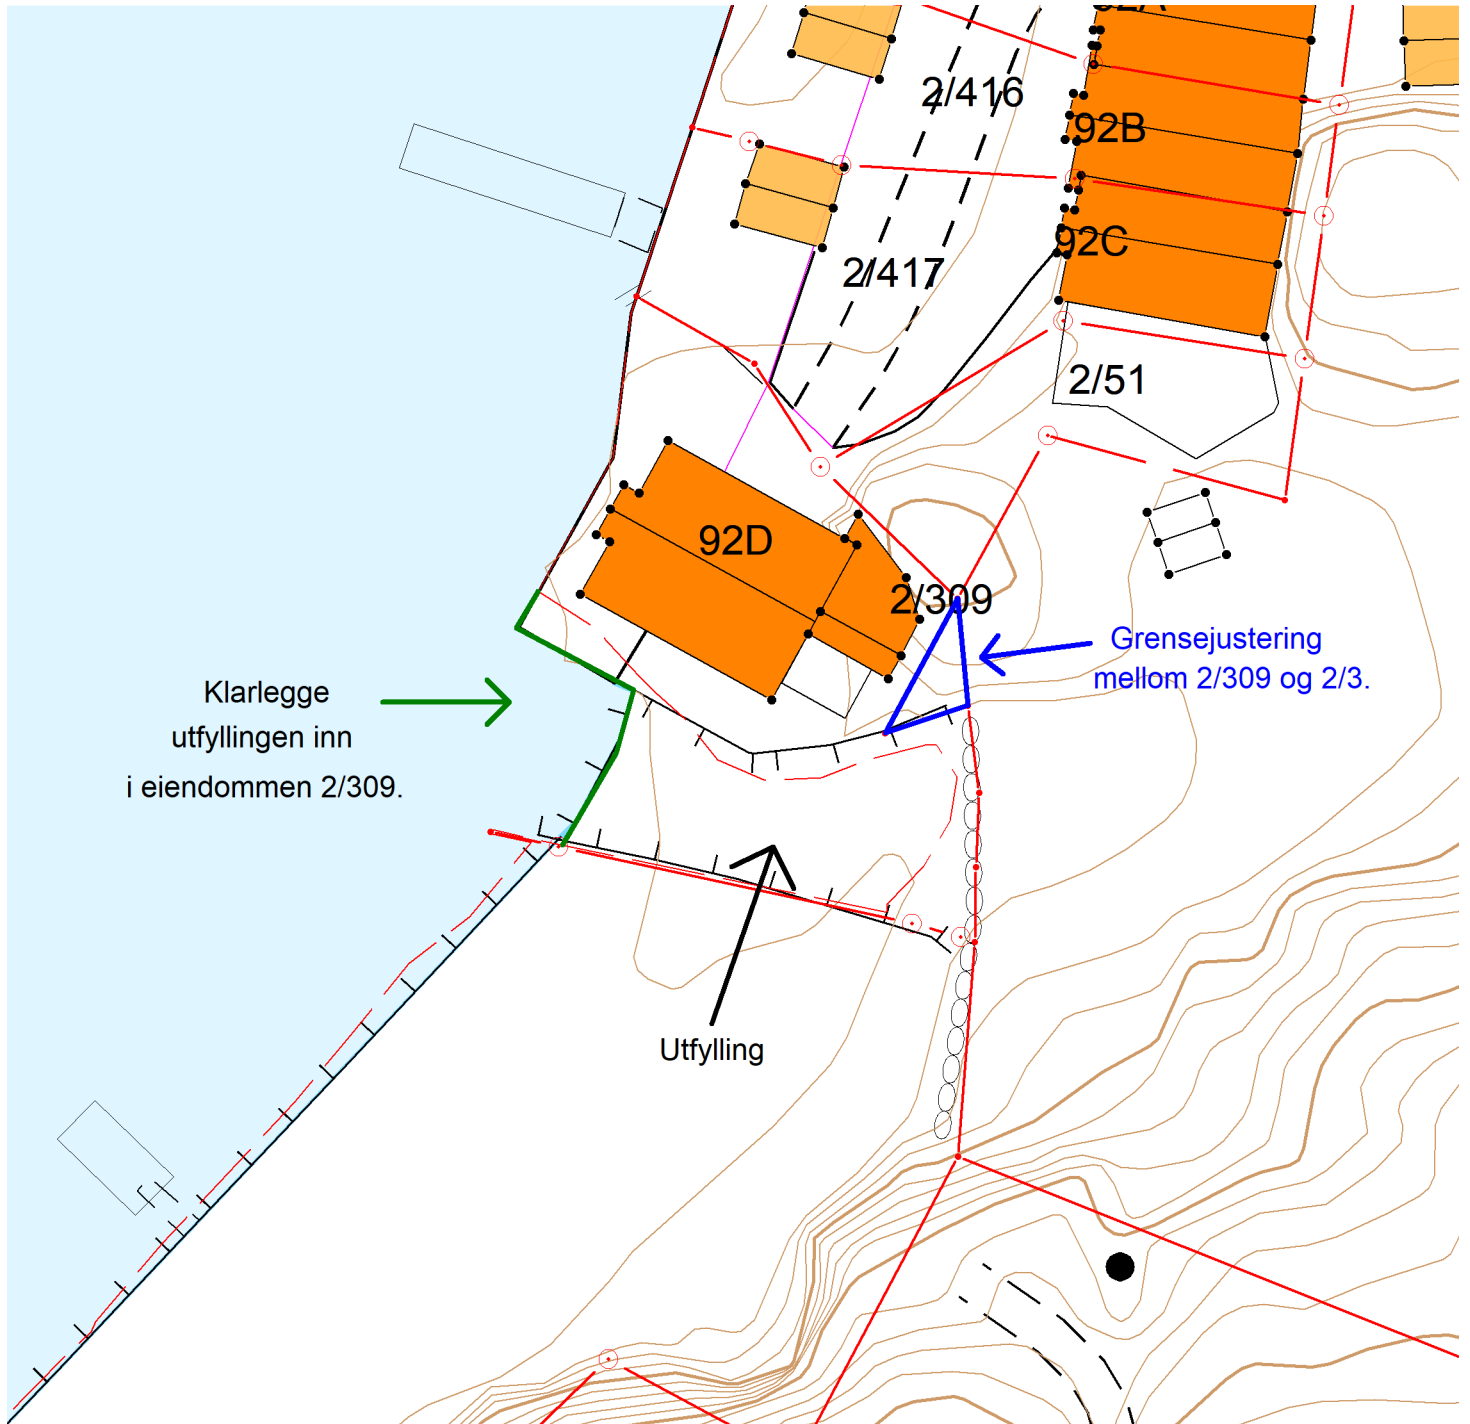 92A
2/416
92B
92C
2/417
2/51
92D
2/309
Grensejustering
mellom 2/309 og 2/3.
Klarlegge
utfyllingen inn
i eiendommen 2/309.
Utfylling